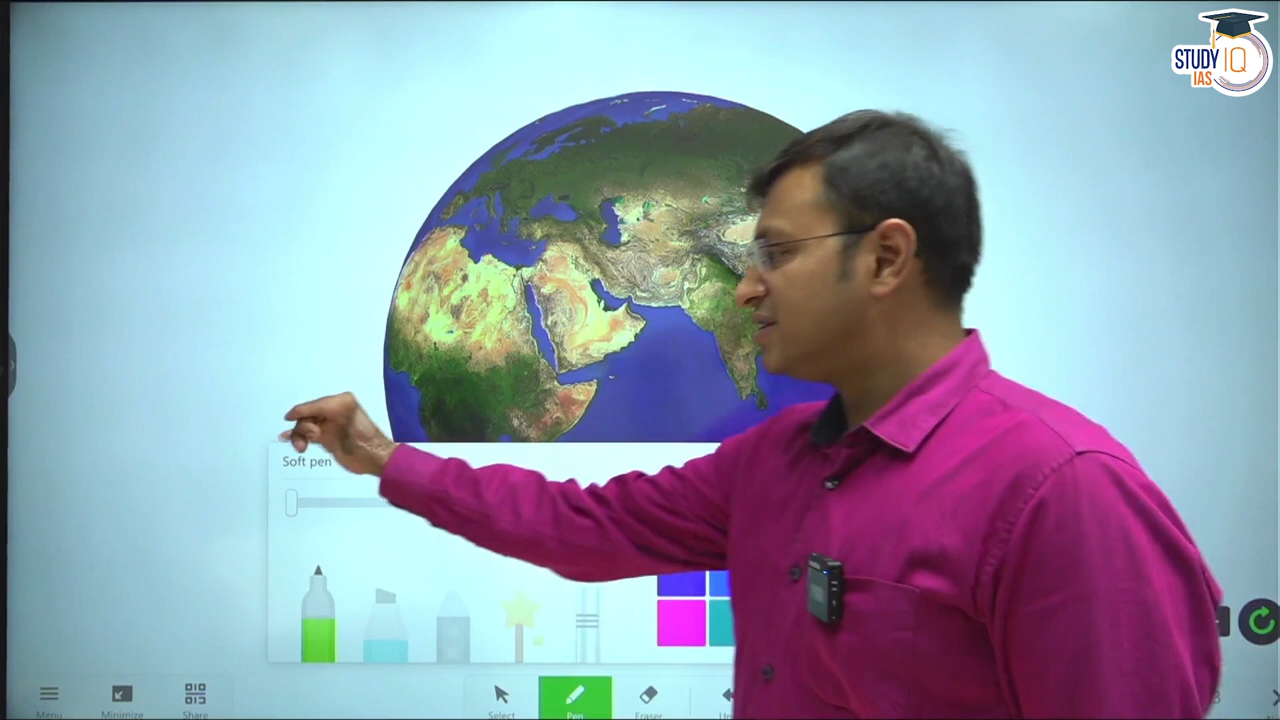 STUDY IQ
IAS
Soft pen
Menu
Minimize
Share
Select
Pen
Eraser